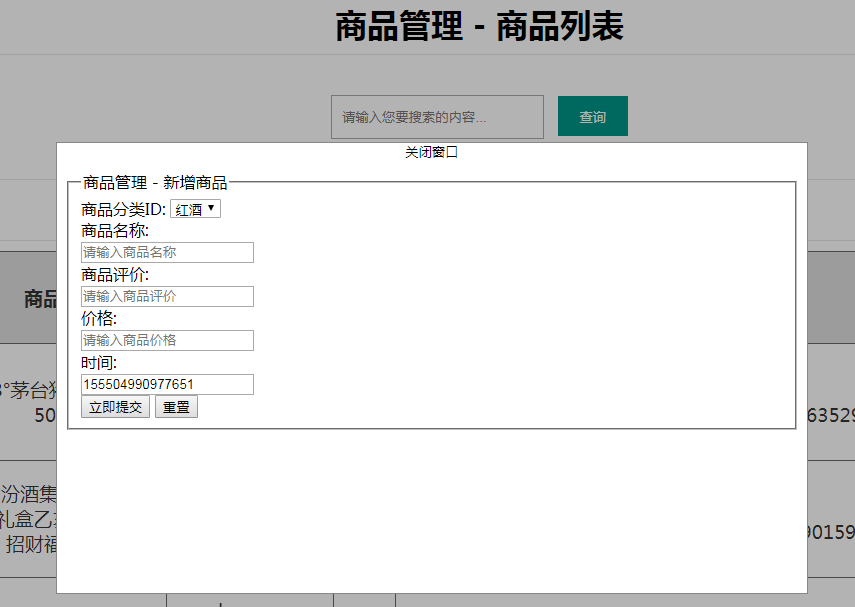 商品管理 - 商品列表
请输入您要搜索的内容...
查询
关闭窗口
商品管理 - 新增商品
商品分类ID: 红酒
商品名称:
请输入商品名称
商品评价:
请输入商品评价
价格:
请输入商品价格
时间:
155504990977651
立即提交 重置
商品
°茅台
50
63529
汾酒集
礼盒乙
招财福
90159